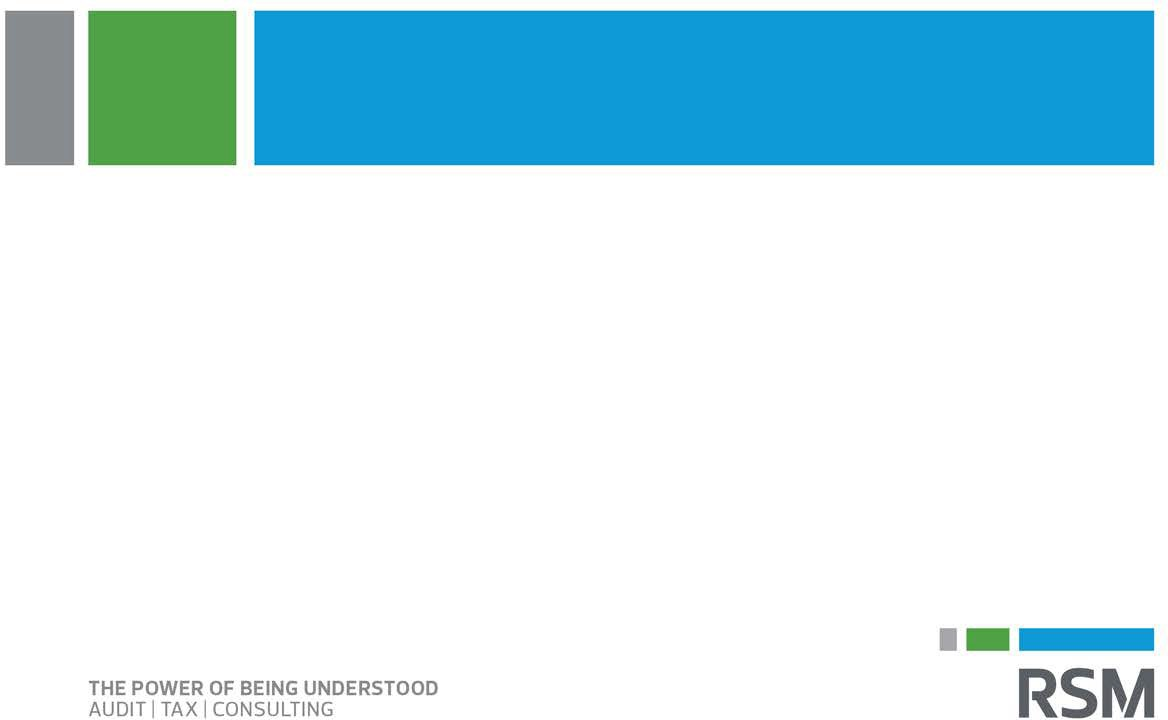 THE POWER OF BEING UNDERSTOOD
AUDIT | TAX | CONSULTING
RSM